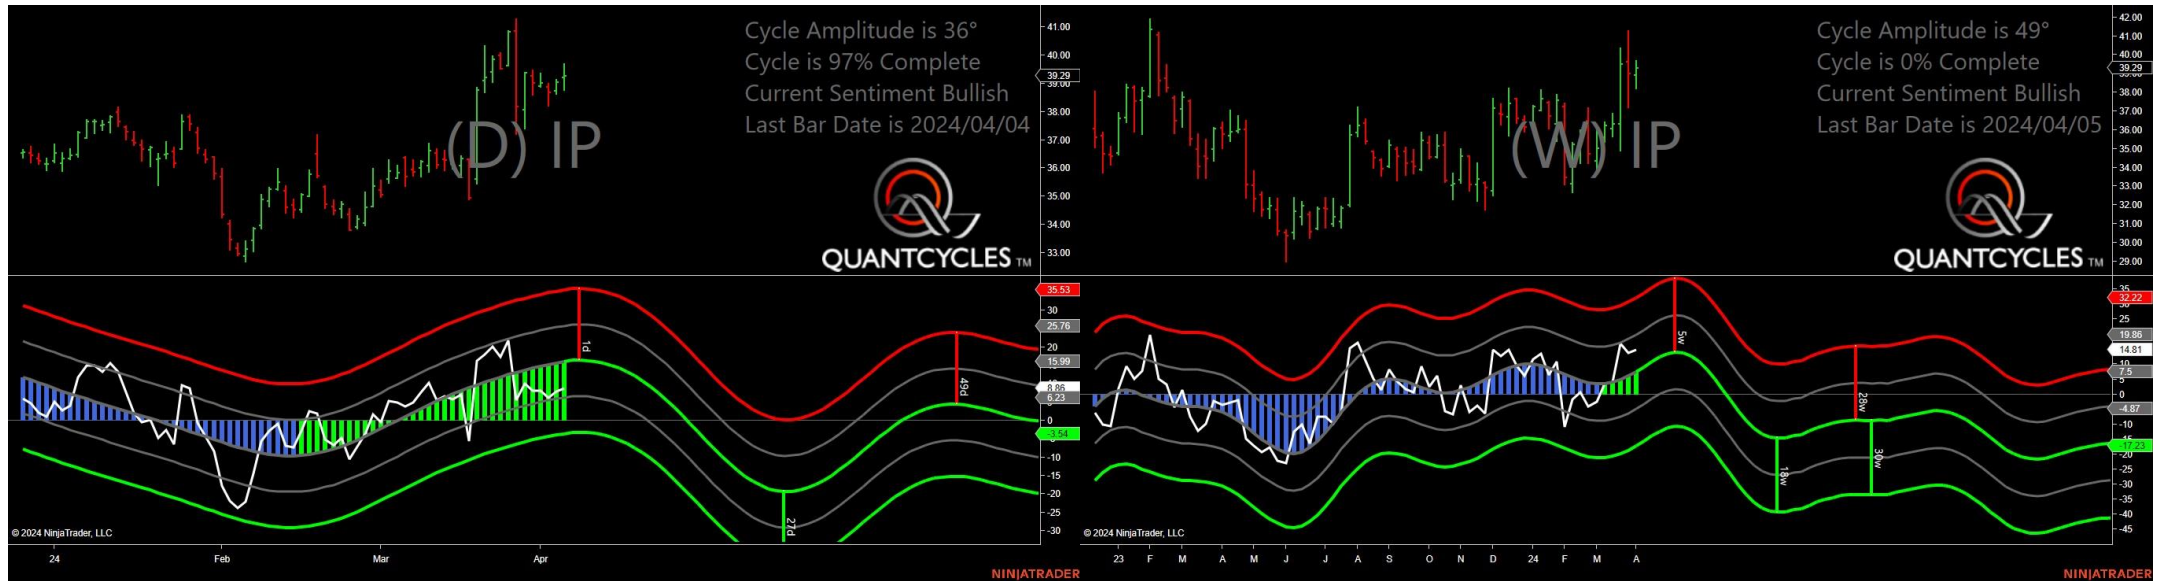 Cycle Amplitude is 36°
Cycle is 97% Complete
Current Sentiment Bullish
Last Bar Date is 2024/04/04
(D) IP
QUANTCYCLES TM
41.00
40.00
39.29
39.00
38.00
37.00
36.00
35.00
34.00
33.00
35.53
30
25.76
20
15.99
8.86
6.23
0
-3.54
-10
-15
-20
-25
-30
1d
49d
27d
© 2024 NinjaTrader, LLC
24
Feb
Mar
Apr
NINJATRADER
Cycle Amplitude is 49°
Cycle is 0% Complete
Current Sentiment Bullish
Last Bar Date is 2024/04/05
(W) IP
QUANTCYCLES TM
42.00
41.00
40.00
39.29
38.00
37.00
36.00
35.00
34.00
33.00
32.00
31.00
30.00
29.00
35
32.22
25
19.86
14.81
10
7.5
5
0
-4.87
-10
-17.23
-20
-25
-30
-35
-40
-45
5w
28w
18w
30w
© 2024 NinjaTrader, LLC
23
F
M
A
M
J
J
A
S
O
N
D
24
F
M
A
NINJATRADER